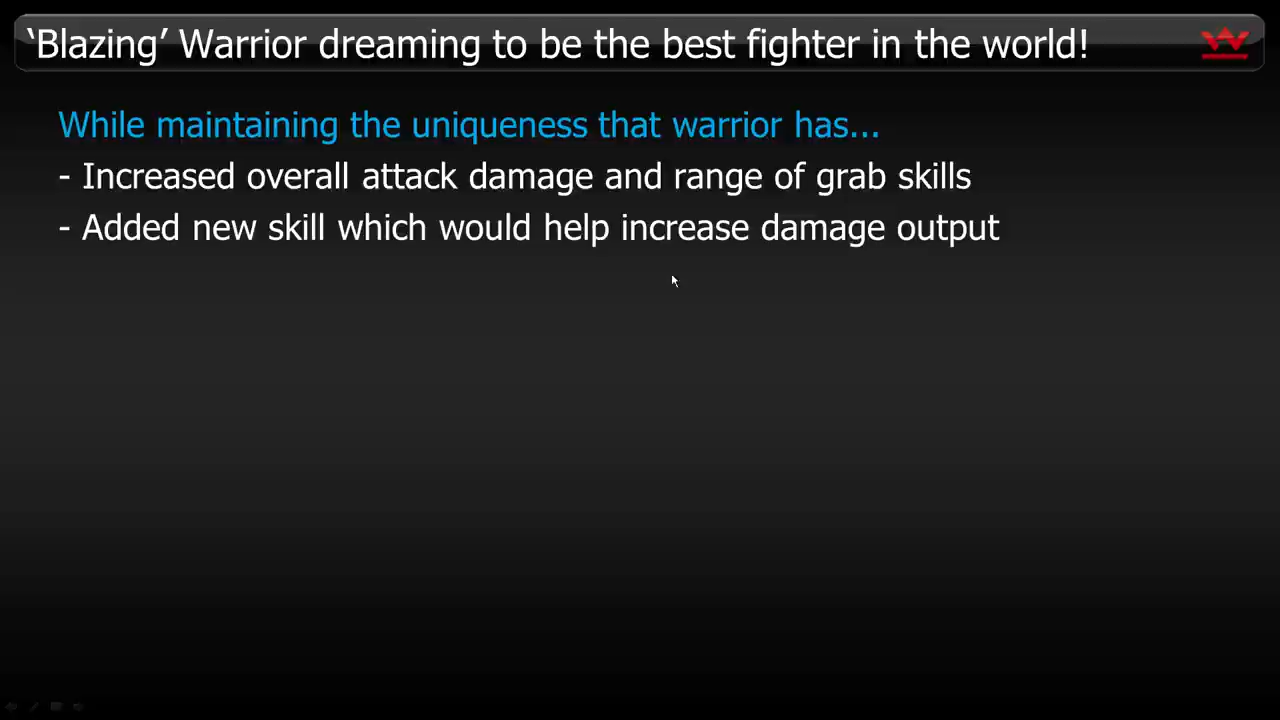 ‘Blazing’ Warrior dreaming to be the best fighter in the world!
While maintaining the uniqueness that warrior has...
- Increased overall attack damage and range of grab skills
- Added new skill which would help increase damage output